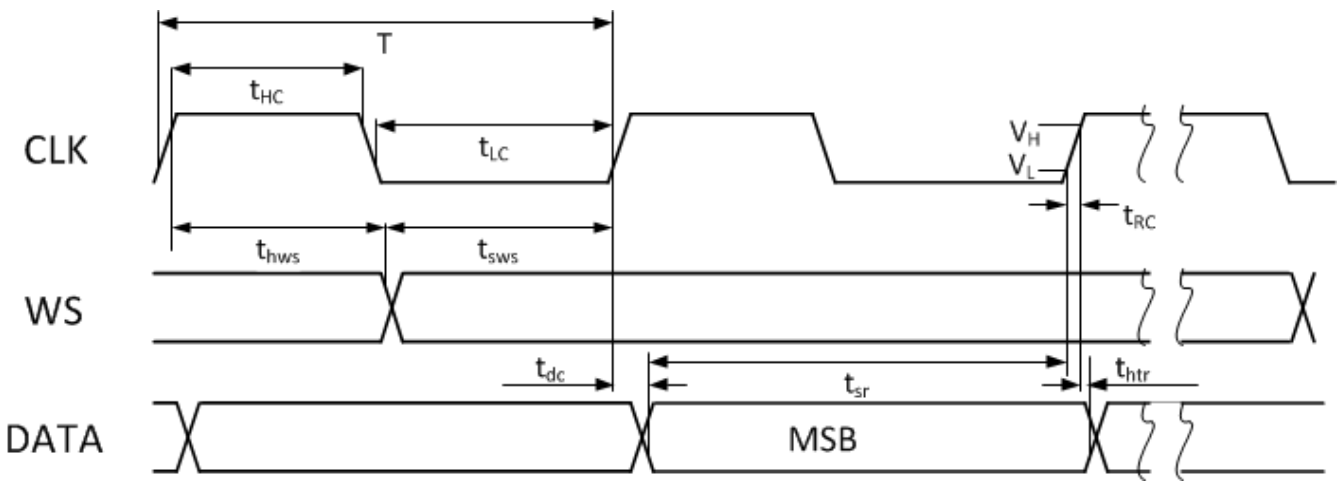 T
tHC
CLK
tLC
VH
VL
tRC
thws
tsws
WS
tdc
tsr
thtr
DATA
MSB